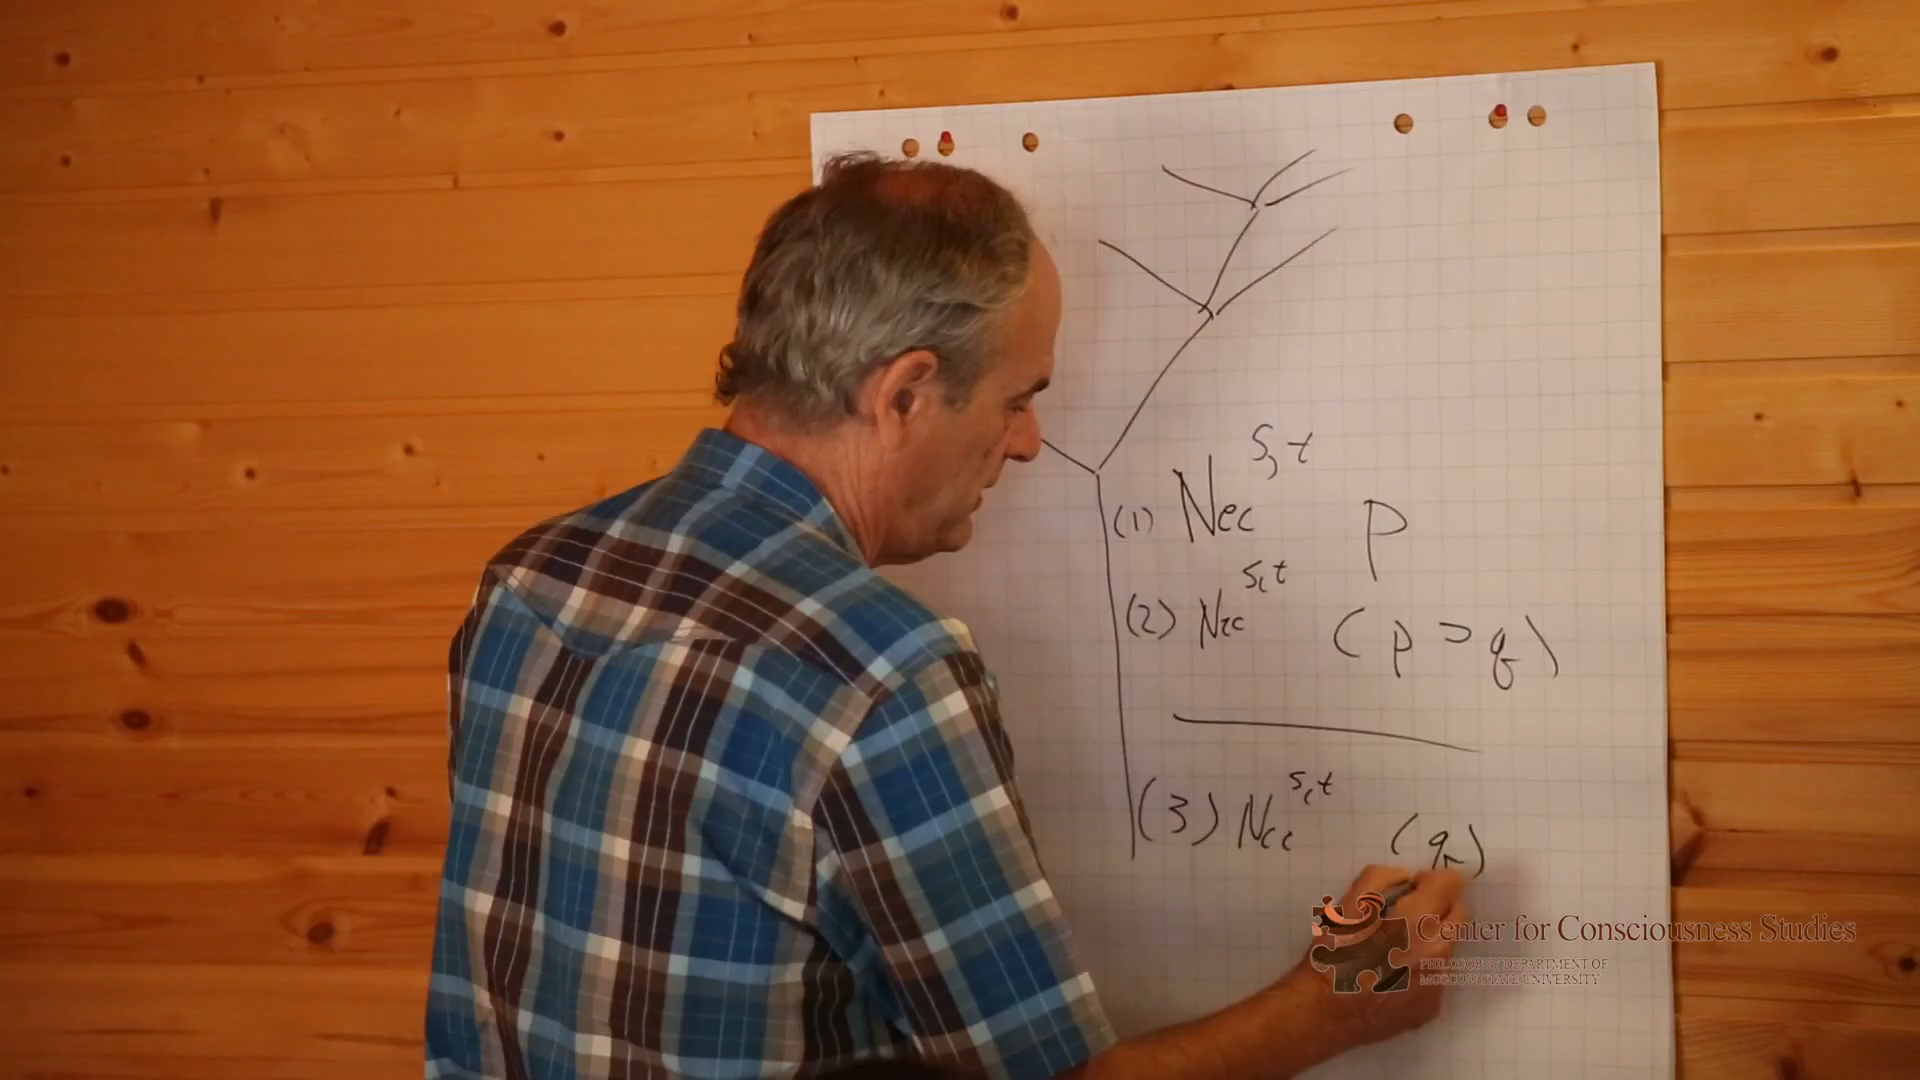 (1) Nec s,t p
(2) Nec s,t (p ⊃ q)
(3) Nec s,t (q)
Center for Consciousness Studies
PHILOSOPHY DEPARTMENT OF
MOSCOW STATE UNIVERSITY